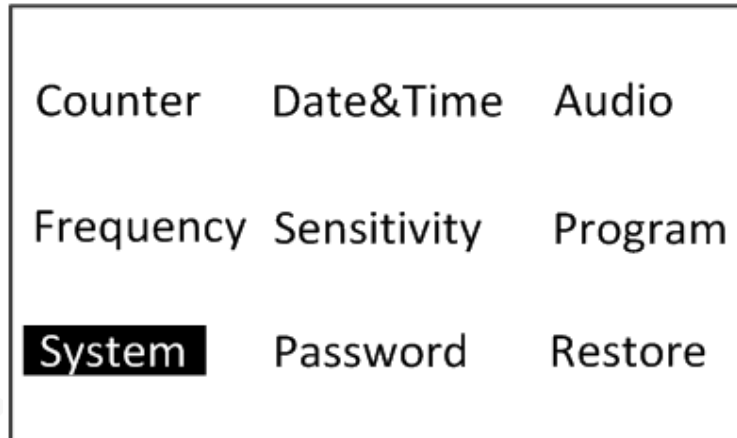 Counter Date&Time Audio
Frequency Sensitivity Program
System Password Restore